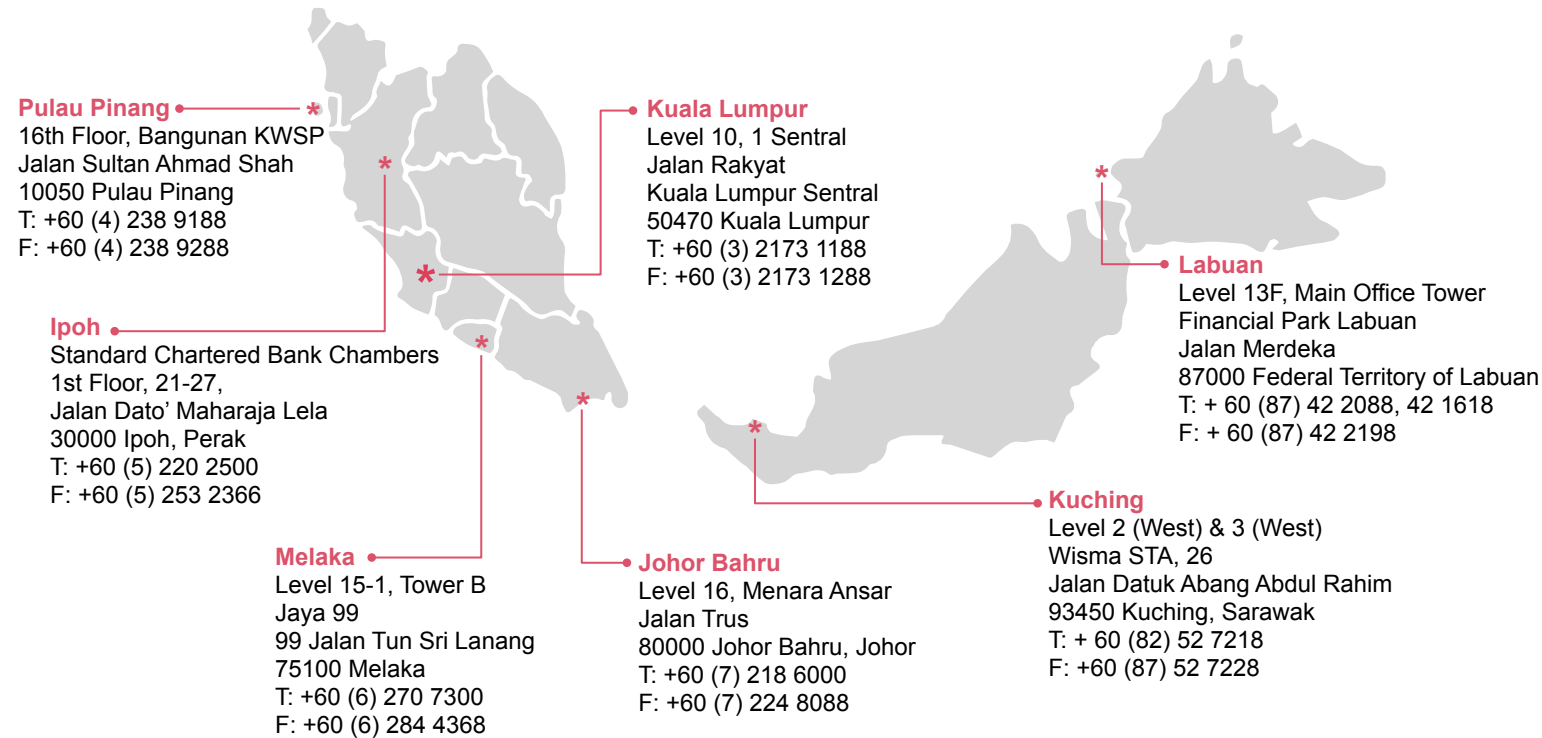 Pulau Pinang
16th Floor, Bangunan KWSP
Jalan Sultan Ahmad Shah
10050 Pulau Pinang
T: +60 (4) 238 9188
F: +60 (4) 238 9288
Kuala Lumpur
Level 10, 1 Sentral
Jalan Rakyat
Kuala Lumpur Sentral
50470 Kuala Lumpur
T: +60 (3) 2173 1188
F: +60 (3) 2173 1288
Labuan
Level 13F, Main Office Tower
Financial Park Labuan
Jalan Merdeka
87000 Federal Territory of Labuan
T: + 60 (87) 42 2088, 42 1618
F: + 60 (87) 42 2198
Ipoh
Standard Chartered Bank Chambers
1st Floor, 21-27,
Jalan Dato’ Maharaja Lela
30000 Ipoh, Perak
T: +60 (5) 220 2500
F: +60 (5) 253 2366
Melaka
Level 15-1, Tower B
Jaya 99
99 Jalan Tun Sri Lanang
75100 Melaka
T: +60 (6) 270 7300
F: +60 (6) 284 4368
Johor Bahru
Level 16, Menara Ansar
Jalan Trus
80000 Johor Bahru, Johor
T: +60 (7) 218 6000
F: +60 (7) 224 8088
Kuching
Level 2 (West) & 3 (West)
Wisma STA, 26
Jalan Datuk Abang Abdul Rahim
93450 Kuching, Sarawak
T: + 60 (82) 52 7218
F: +60 (87) 52 7228